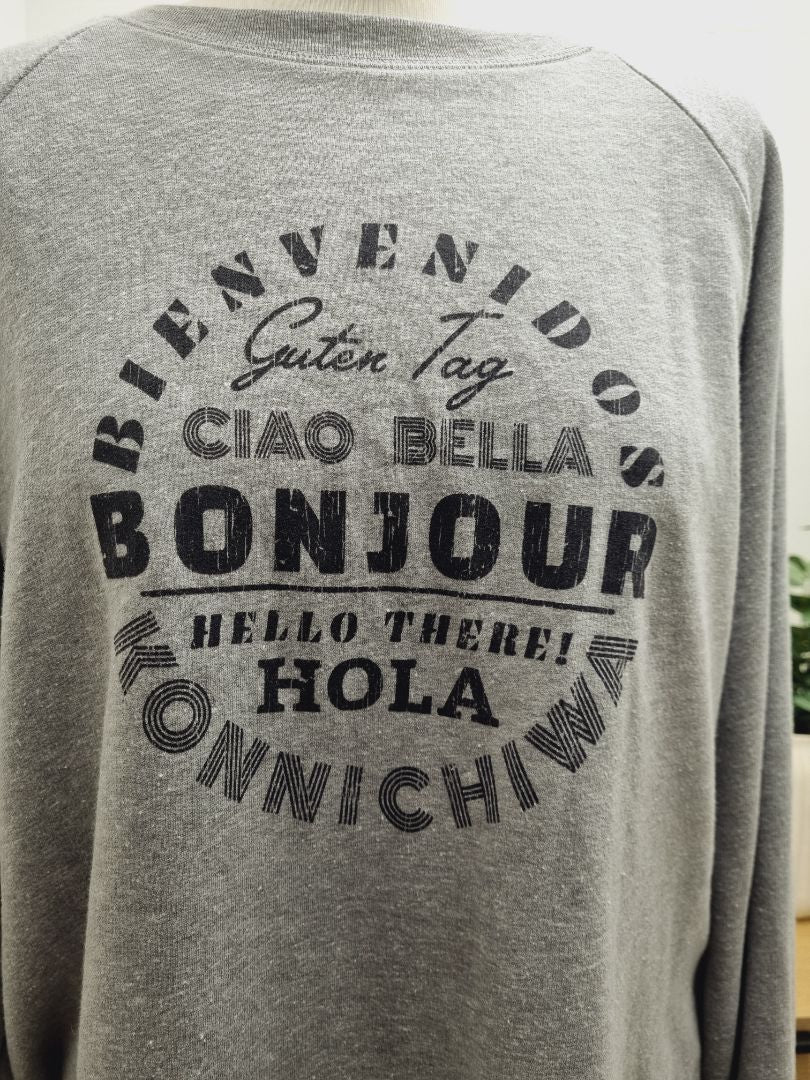 BIENVENIDOS
Guten Tag
CIAO BELLA
BONJOUR
HELLO THERE!
HOLA
KONNICHIWA